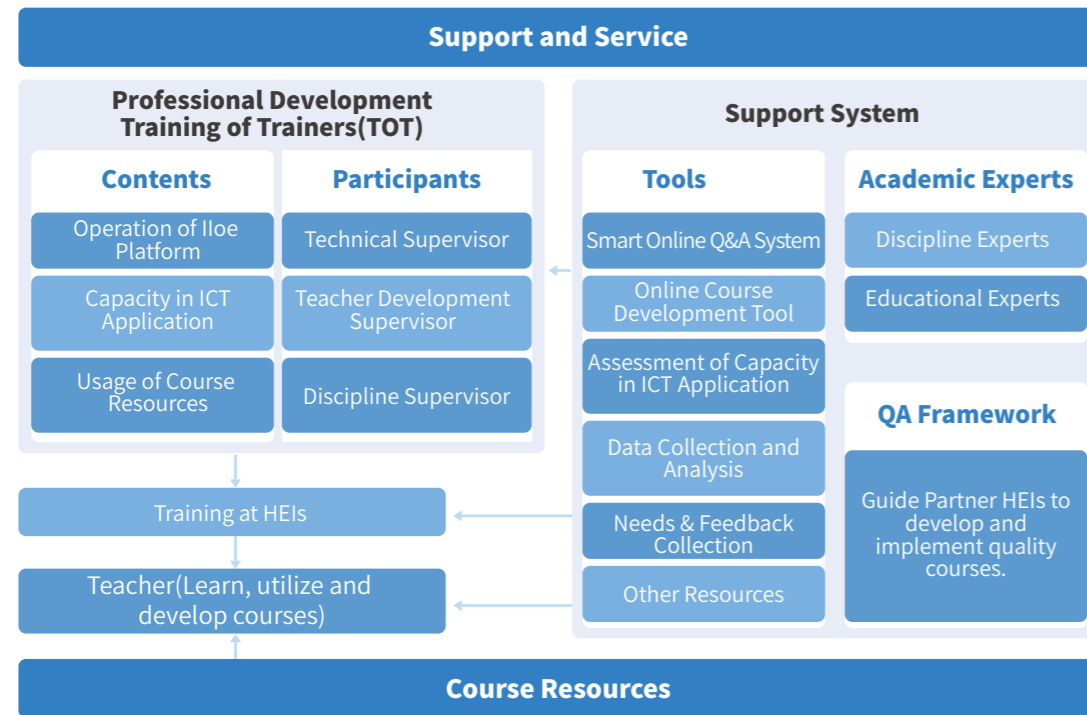 Support and Service
Professional Development
Training of Trainers(TOT)
Contents
Participants
Operation of IIoe
Platform
Technical Supervisor
Capacity in ICT
Application
Teacher Development
Supervisor
Usage of Course
Resources
Discipline Supervisor
Training at HEIs
Teacher(Learn, utilize and
develop courses)
Support System
Tools
Smart Online Q&A System
Online Course
Development Tool
Assessment of Capacity
in ICT Application
Data Collection and
Analysis
Needs & Feedback
Collection
Other Resources
Academic Experts
Discipline Experts
Educational Experts
QA Framework
Guide Partner HEIs to
develop and
implement quality
courses.
Course Resources